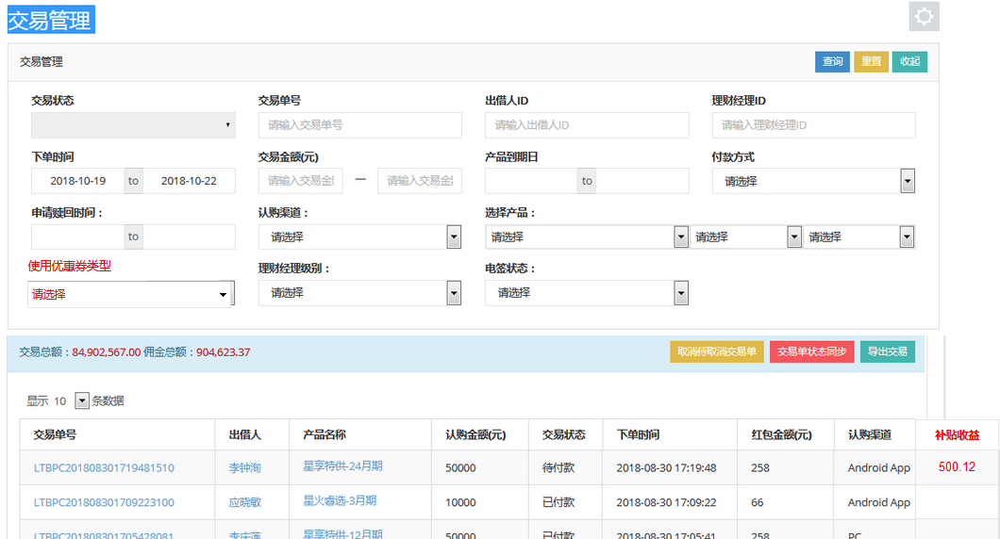 交易管理
交易管理 查询 重置 收起
交易状态 交易单号 出借人ID 理财经理ID
请输入交易单号 请输入出借人ID 请输入理财经理ID
下单时间 交易金额(元) 产品到期日 付款方式
2018-10-19 to 2018-10-22 请输入交易金 — 请输入交易金 to 请选择
申请赎回时间： 认购渠道： 选择产品：
to 请选择 请选择 请选择 请选择
使用优惠券类型 理财经理级别： 电签状态：
请选择 请选择 请选择
交易总额：84,902,567.00 佣金总额：904,623.37 取消待取消交易单 交易单状态同步 导出交易
显示 10 条数据
交易单号 出借人 产品名称 认购金额(元) 交易状态 下单时间 红包金额(元) 认购渠道 补贴收益
LTBPC201808301719481510 李钟洵 星享特供-24月期 50000 待付款 2018-08-30 17:19:48 258 Android App 500.12
LTBPC201808301709223100 应晓敏 星火睿选-3月期 10000 已付款 2018-08-30 17:09:22 66 Android App
LTBPC201808301705428081 李庆莲 星享特供-12月期 50000 已付款 2018-08-30 17:05:41 258 PC